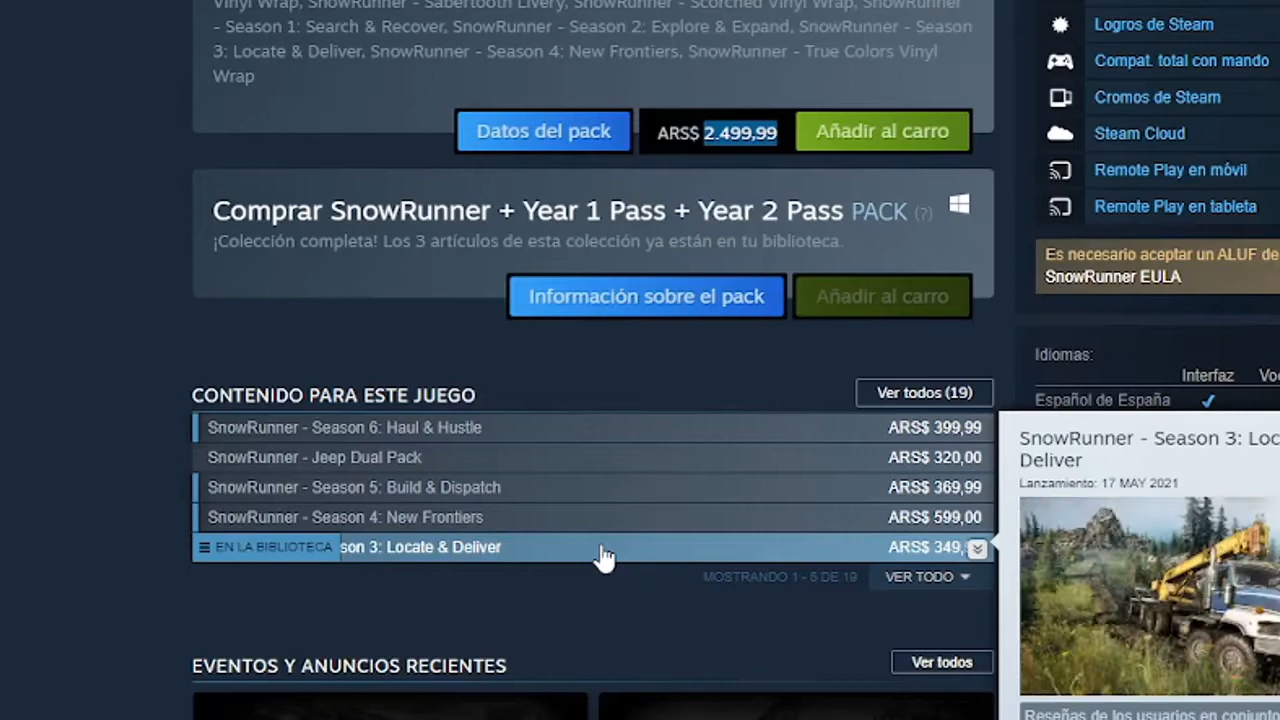 Vinyl Wrap, SnowRunner - Sabertooth Livery, SnowRunner - Scorched Vinyl Wrap, SnowRunner
- Season 1: Search & Recover, SnowRunner - Season 2: Explore & Expand, SnowRunner - Season
3: Locate & Deliver, SnowRunner - Season 4: New Frontiers, SnowRunner - True Colors Vinyl
Wrap
Datos del pack
ARS$ 2.499,99
Añadir al carro
Comprar SnowRunner + Year 1 Pass + Year 2 Pass PACK (?)
¡Colección completa! Los 3 artículos de esta colección ya están en tu biblioteca.
Información sobre el pack
Añadir al carro
CONTENIDO PARA ESTE JUEGO
Ver todos (19)
SnowRunner - Season 6: Haul & Hustle ARS$ 399,99
SnowRunner - Jeep Dual Pack ARS$ 320,00
SnowRunner - Season 5: Build & Dispatch ARS$ 369,99
SnowRunner - Season 4: New Frontiers ARS$ 599,00
EN LA BIBLIOTECA son 3: Locate & Deliver ARS$ 349,
MOSTRANDO 1 - 5 DE 19 VER TODO
EVENTOS Y ANUNCIOS RECIENTES
Ver todos
Logros de Steam
Compat. total con mando
Cromos de Steam
Steam Cloud
Remote Play en móvil
Remote Play en tableta
Es necesario aceptar un ALUF de
SnowRunner EULA
Idiomas:
Interfaz Vo
Español de España
SnowRunner - Season 3: Loc
Deliver
Lanzamiento: 17 MAY 2021
Reseñas de los usuarios en conjunto